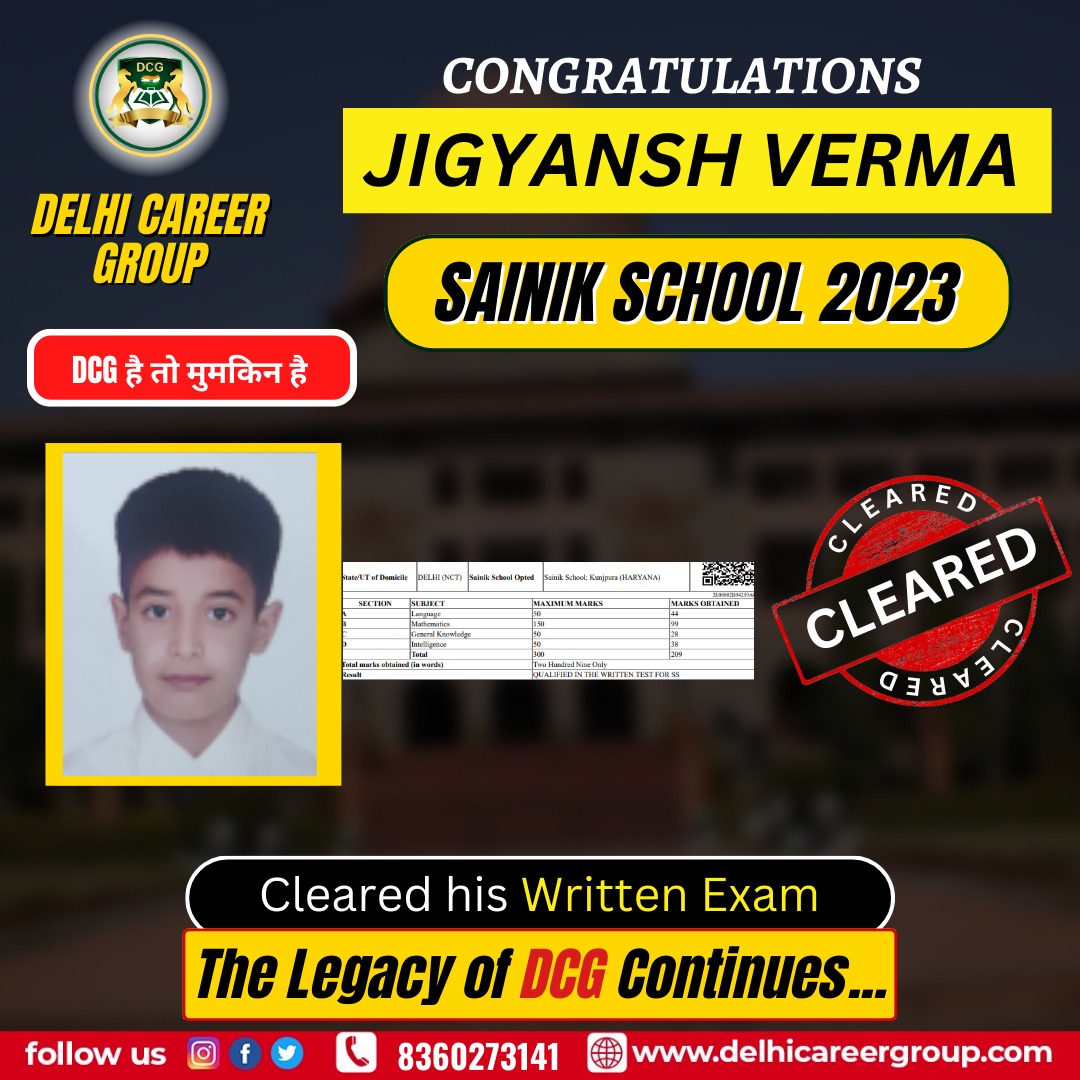 DCG
DELHI CAREER
GROUP
CONGRATULATIONS
JIGYANSH VERMA
SAINIK SCHOOL 2023
DCG है तो मुमकिन है
State/UT of Domicile DELHI (NCT) Sainik School Opted Sainik School; Kunjpura (HARYANA)
SECTION SUBJECT MAXIMUM MARKS MARKS OBTAINED
A Language 50 44
B Mathematics 150 99
C General Knowledge 50 28
D Intelligence 50 38
Total 300 209
Total marks obtained (in words) Two Hundred Nine Only
Result QUALIFIED IN THE WRITTEN TEST FOR SS
CLEARED
CLEARED
CLEARED
Cleared his Written Exam
The Legacy of DCG Continues...
follow us 8360273141 www.delhicareergroup.com